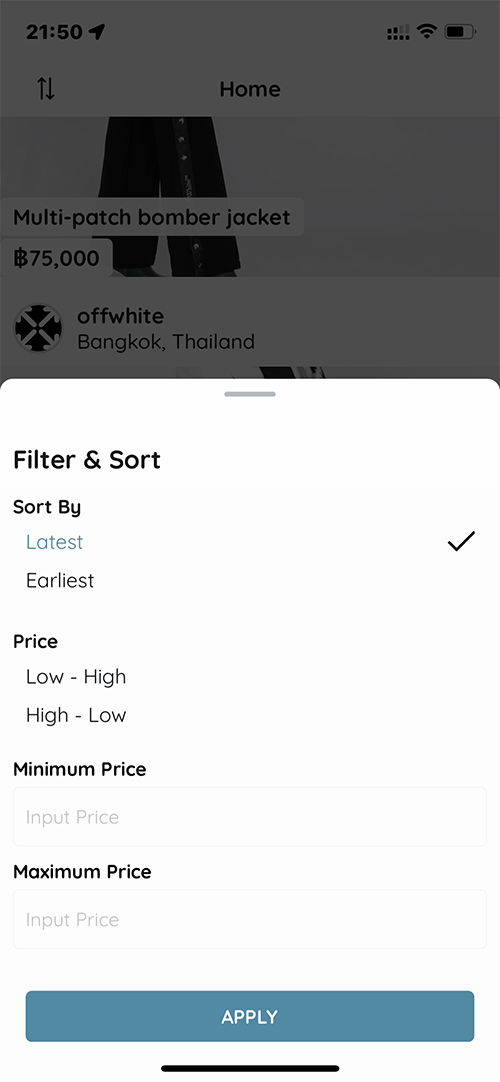 21:50
Home
Multi-patch bomber jacket
฿75,000
offwhite
Bangkok, Thailand
Filter & Sort
Sort By
Latest
Earliest
Price
Low - High
High - Low
Minimum Price
Input Price
Maximum Price
Input Price
APPLY